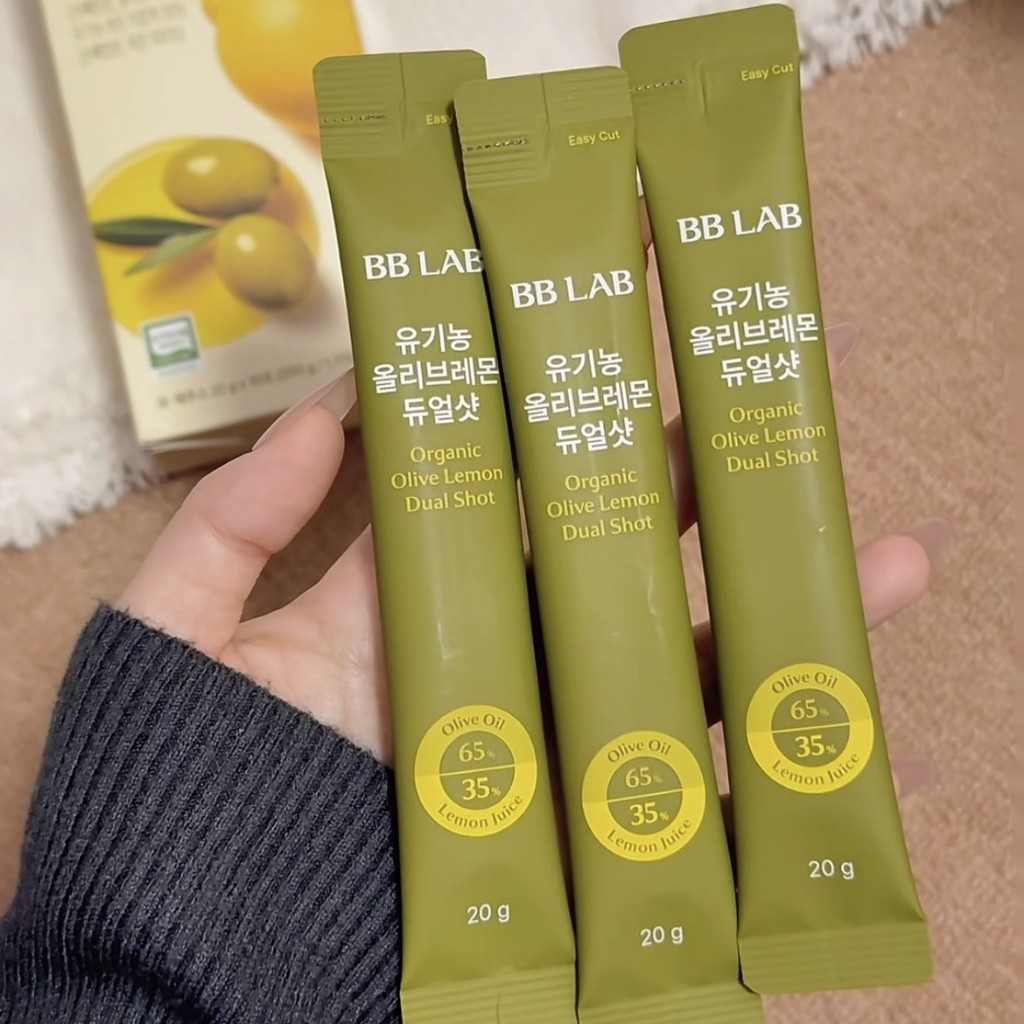 Easy
BB LAB
유기농
올리브레몬
듀얼샷
Organic
Olive Lemon
Dual Shot
Olive Oil
65%
35%
Lemon Juice
20 g
Easy Cut
BB LAB
유기농
올리브레몬
듀얼샷
Organic
Olive Lemon
Dual Shot
Olive Oil
65%
35%
Lemon Juice
20 g
Easy Cut
BB LAB
유기농
올리브레몬
듀얼샷
Organic
Olive Lemon
Dual Shot
Olive Oil
65%
35%
Lemon Juice
20 g